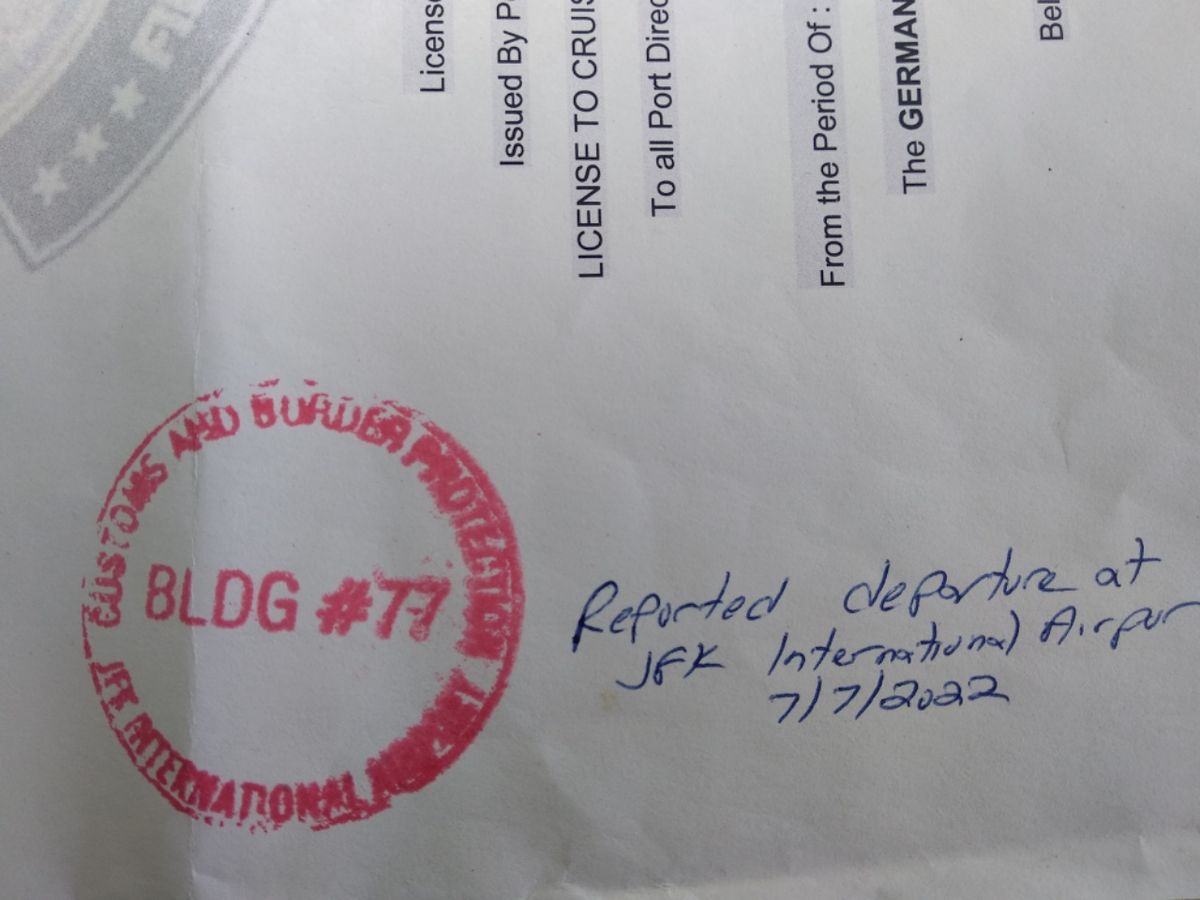 License
Issued By P
LICENSE TO CRUIS
To all Port Direc
From the Period Of :
The GERMAN
Bel
CUSTOMS AND BORDER PROTECTION
BLDG #77
JFK INTERNATIONAL AIRPORT
Reported departure at
JFK International Airpor
7/7/2022